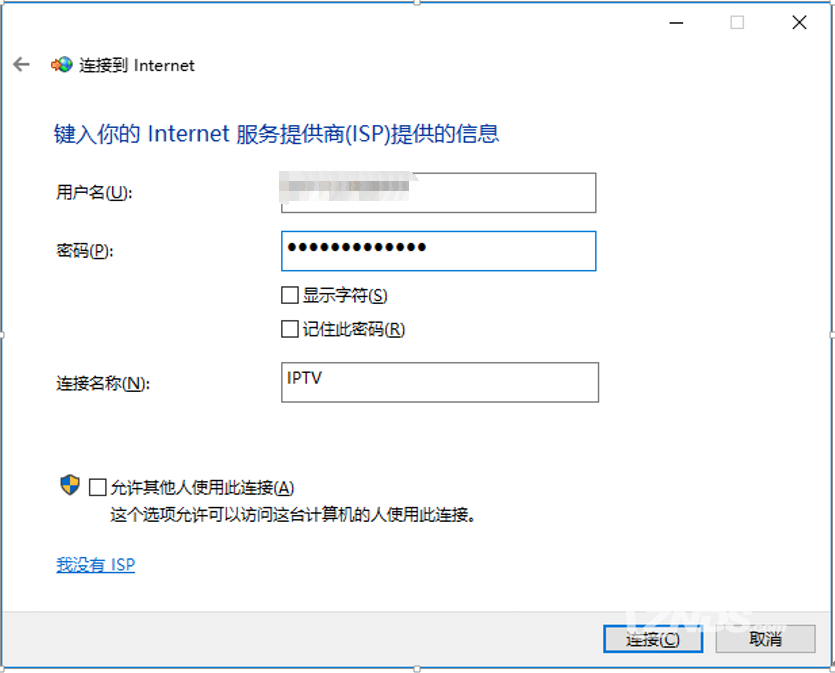 连接到 Internet
键入你的 Internet 服务提供商(ISP)提供的信息
用户名(U):
密码(P): ●●●●●●●●●●●●●
显示字符(S)
记住此密码(R)
连接名称(N): IPTV
允许其他人使用此连接(A)
这个选项允许可以访问这台计算机的人使用此连接。
我没有 ISP
连接(C) 取消